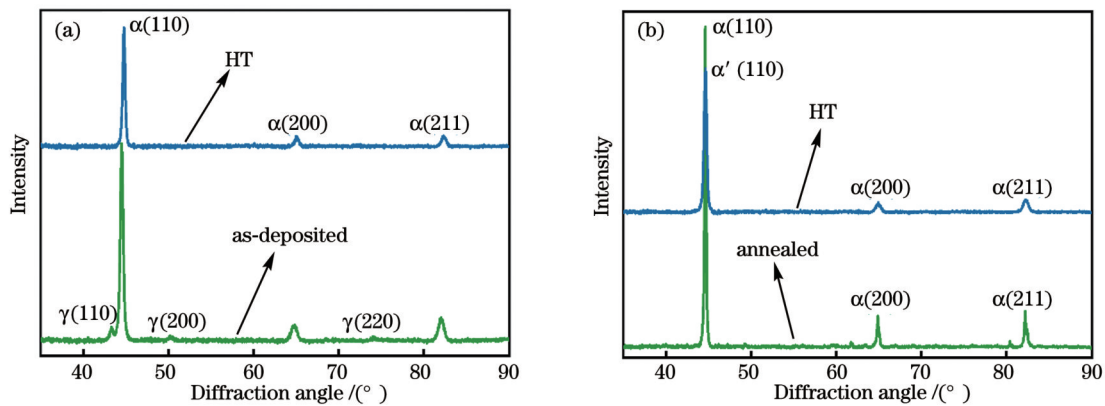 (a)
α(110)
HT
α(200)
α(211)
as-deposited
γ(110)
γ(200)
γ(220)
Intensity
40
50
60
70
80
90
Diffraction angle /(°)
(b)
α(110)
α′ (110)
HT
α(200)
α(211)
annealed
α(200)
α(211)
Intensity
40
50
60
70
80
90
Diffraction angle /(°)